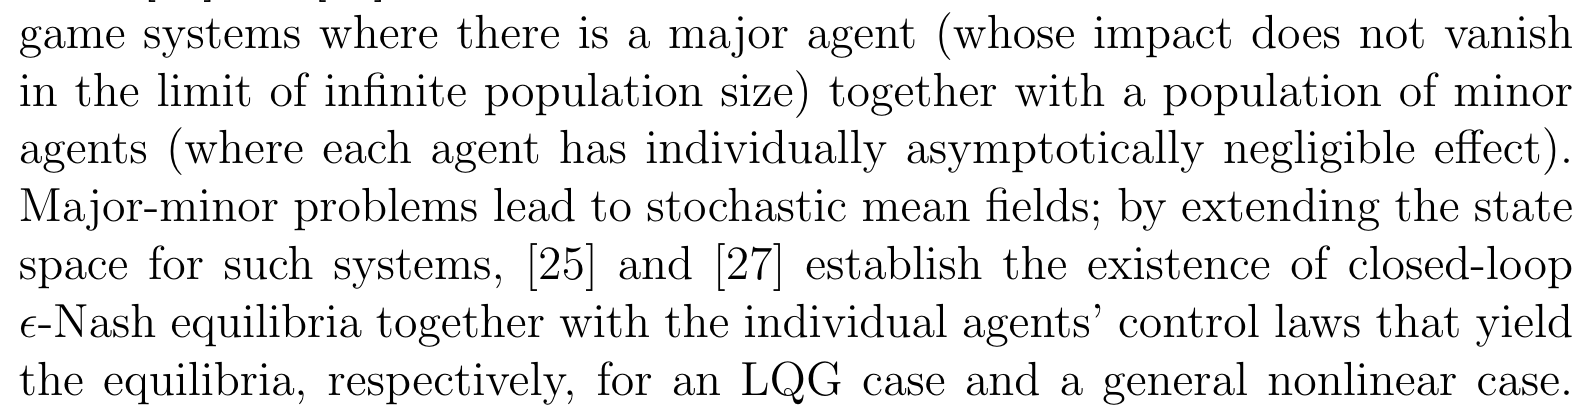 game systems where there is a major agent (whose impact does not vanish
in the limit of infinite population size) together with a population of minor
agents (where each agent has individually asymptotically negligible effect).
Major-minor problems lead to stochastic mean fields; by extending the state
space for such systems, [25] and [27] establish the existence of closed-loop
ϵ-Nash equilibria together with the individual agents’ control laws that yield
the equilibria, respectively, for an LQG case and a general nonlinear case.